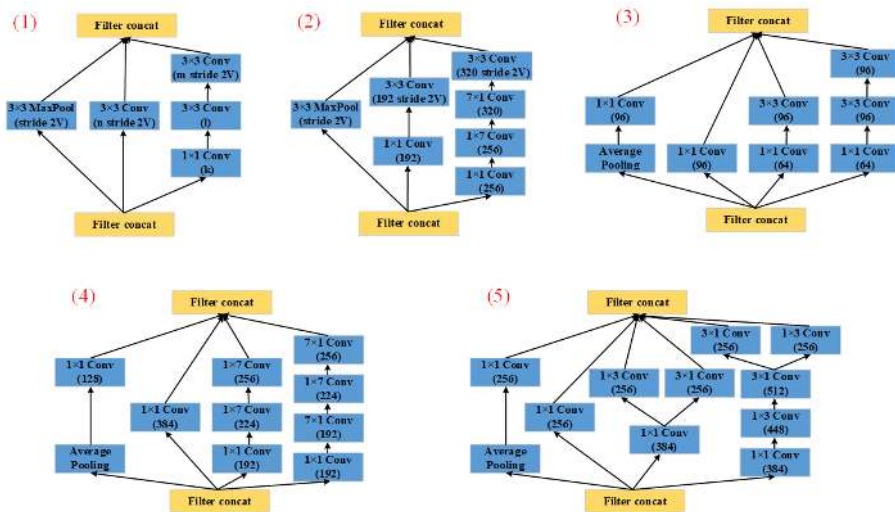 (1)
Filter concat
3×3 Conv
(m stride 2V)
3×3 MaxPool
(stride 2V)
3×3 Conv
(n stride 2V)
3×3 Conv
(l)
1×1 Conv
(k)
Filter concat
(2)
Filter concat
3×3 Conv
(320 stride 2V)
3×3 Conv
(192 stride 2V)
3×3 MaxPool
(stride 2V)
7×1 Conv
(320)
1×7 Conv
(256)
1×1 Conv
(192)
1×1 Conv
(256)
Filter concat
(3)
Filter concat
3×3 Conv
(96)
1×1 Conv
(96)
3×3 Conv
(96)
3×3 Conv
(96)
Average
Pooling
1×1 Conv
(96)
1×1 Conv
(64)
1×1 Conv
(64)
Filter concat
(4)
Filter concat
7×1 Conv
(256)
1×1 Conv
(128)
1×7 Conv
(256)
1×7 Conv
(224)
1×1 Conv
(384)
1×7 Conv
(224)
7×1 Conv
(192)
Average
Pooling
1×1 Conv
(192)
1×1 Conv
(192)
Filter concat
(5)
Filter concat
3×1 Conv
(256)
1×3 Conv
(256)
1×1 Conv
(256)
1×3 Conv
(256)
3×1 Conv
(256)
3×1 Conv
(512)
1×1 Conv
(256)
1×3 Conv
(448)
1×1 Conv
(384)
Average
Pooling
1×1 Conv
(384)
Filter concat